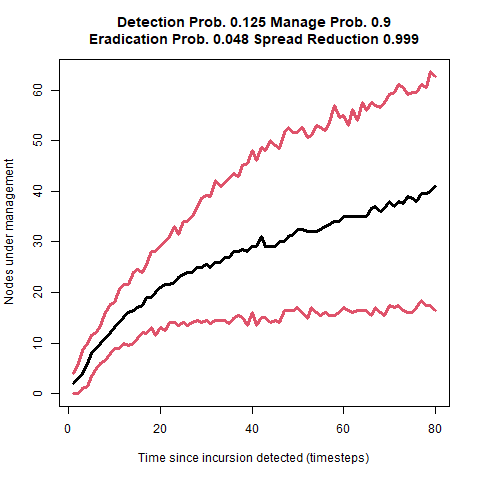 Detection Prob. 0.125 Manage Prob. 0.9
Eradication Prob. 0.048 Spread Reduction 0.999
Nodes under management
60
50
40
30
20
10
0
0 20 40 60 80
Time since incursion detected (timesteps)